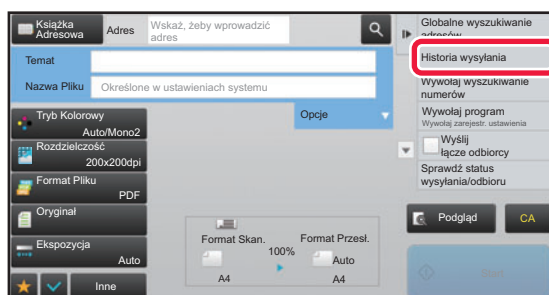 Książka
Adresowa
Adres
Wskaż, żeby wprowadzić
adres
Temat
Nazwa Pliku
Określone w ustawieniach systemu
Tryb Kolorowy
Auto/Mono2
Rozdzielczość
200x200dpi
Format Pliku
PDF
Oryginał
Ekspozycja
Auto
Inne
Opcje
Format Skan.
A4
100%
Format Przesł.
Auto
A4
Globalne wyszukiwanie
adresów
Historia wysyłania
Wywołaj wyszukiwanie
numerów
Wywołaj program
Wywołaj zarejestr. ustawienia
Wyślij
łącze odbiorcy
Sprawdź status
wysyłania/odbioru
Podgląd
CA
Start